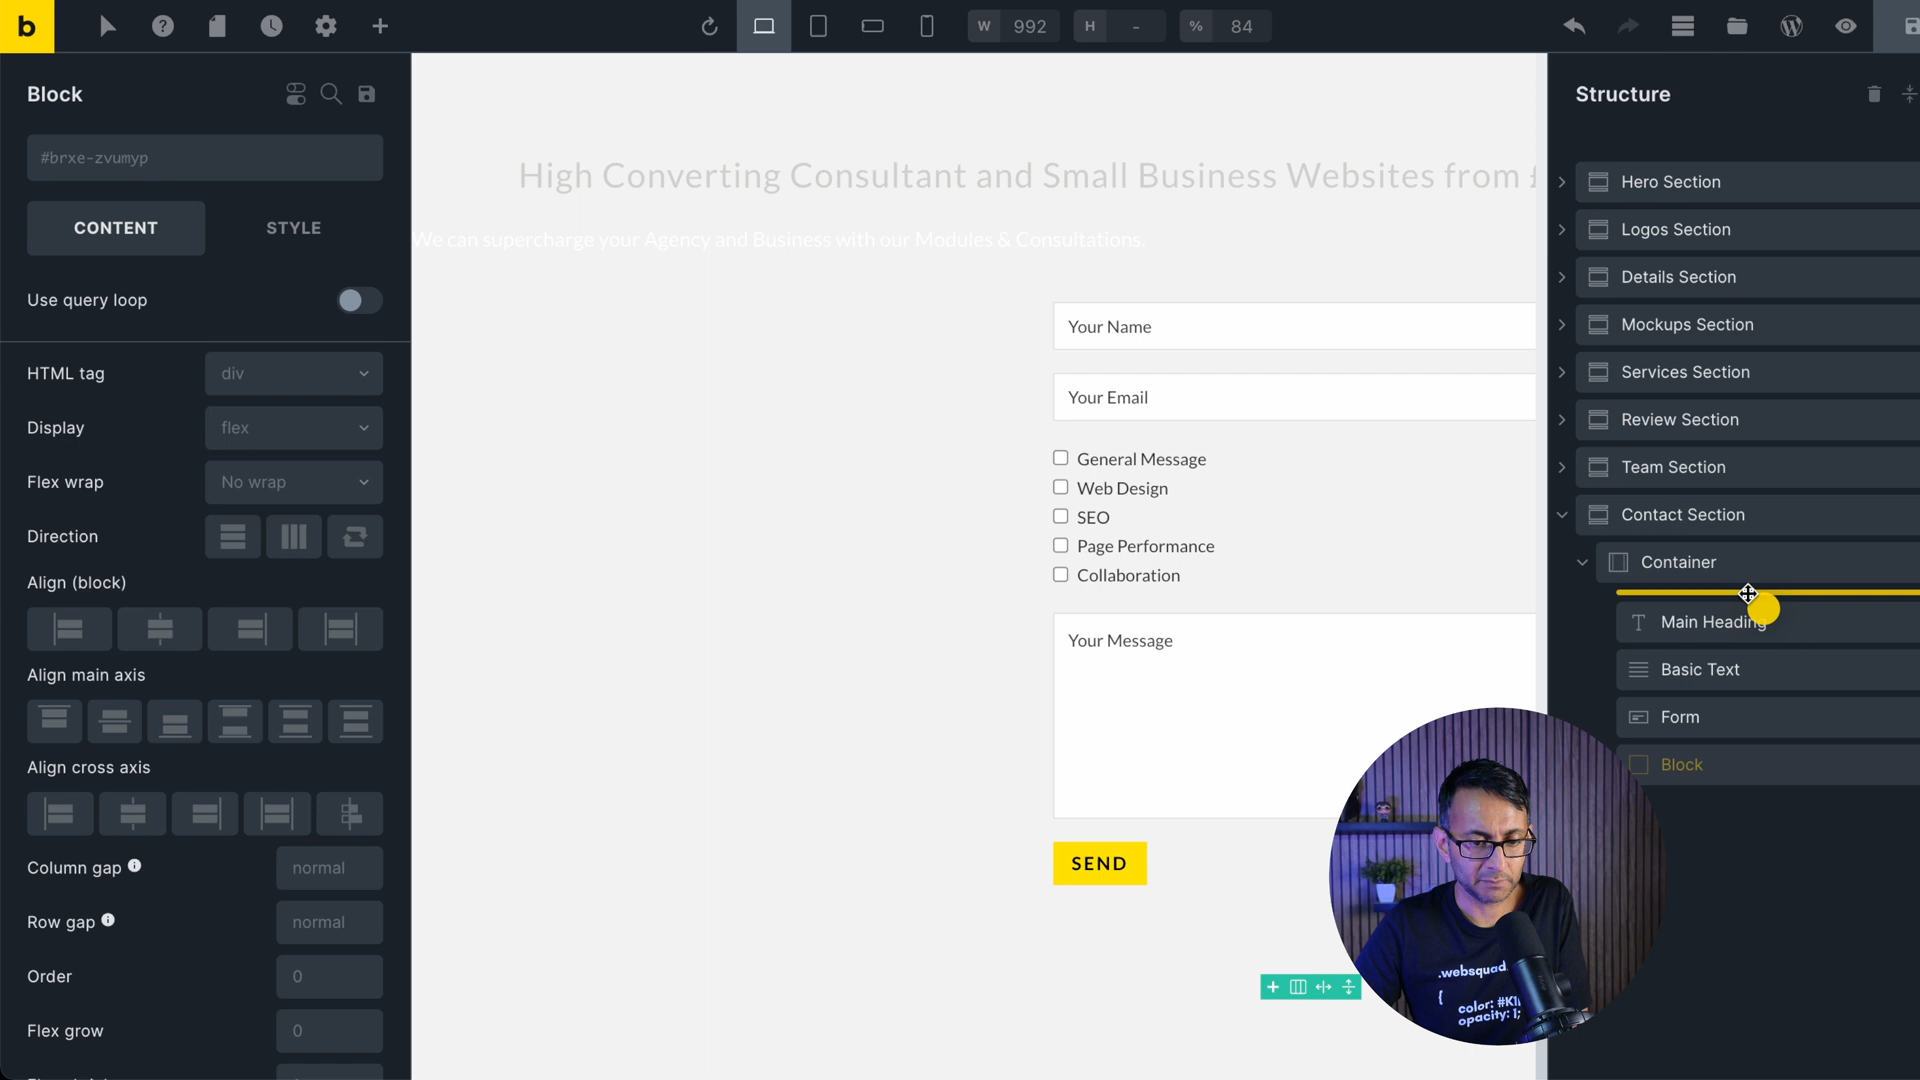 b
W 992 H - % 84
Block
#brxe-zvumyp
CONTENT STYLE
Use query loop
HTML tag div
Display flex
Flex wrap No wrap
Direction
Align (block)
Align main axis
Align cross axis
Column gap normal
Row gap normal
Order 0
Flex grow 0
High Converting Consultant and Small Business Websites from £
We can supercharge your Agency and Business with our Modules & Consultations.
Your Name
Your Email
General Message
Web Design
SEO
Page Performance
Collaboration
Your Message
SEND
.websquad
{
color: #K1
opacity: 1;
Structure
Hero Section
Logos Section
Details Section
Mockups Section
Services Section
Review Section
Team Section
Contact Section
Container
Main Heading
Basic Text
Form
Block